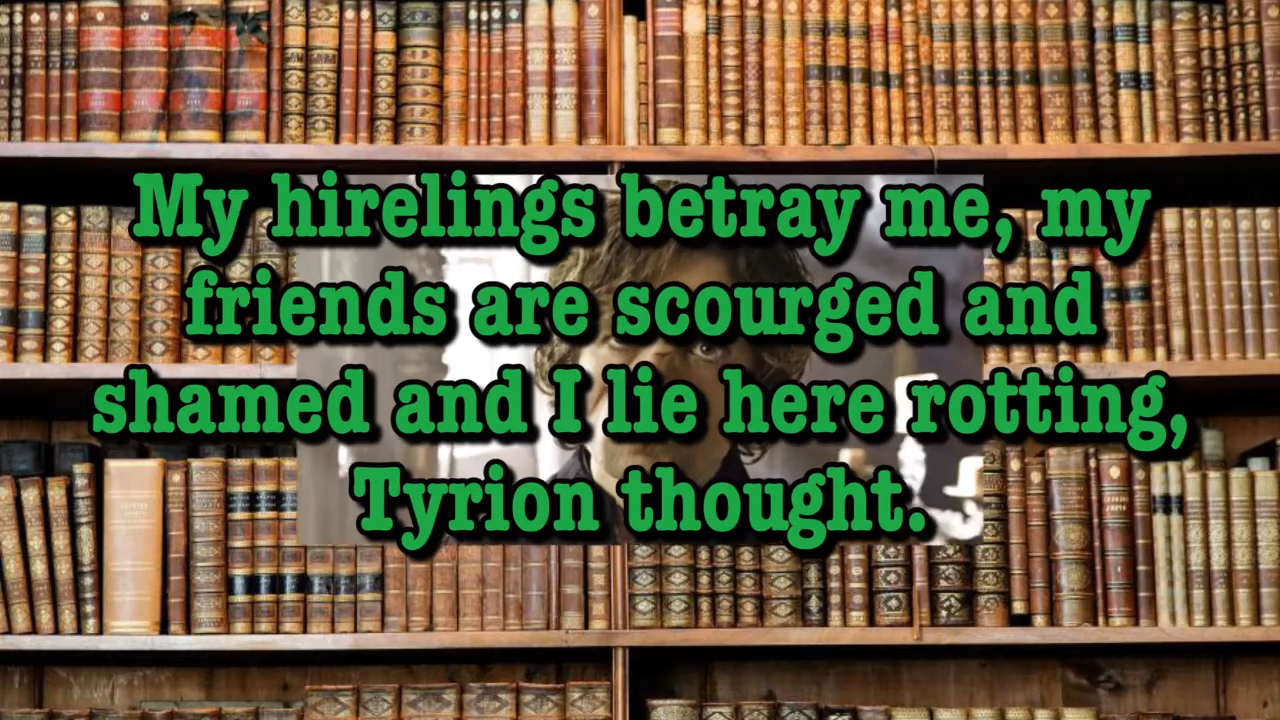 My hirelings betray me, my
friends are scourged and
shamed and I lie here rotting,
Tyrion thought.